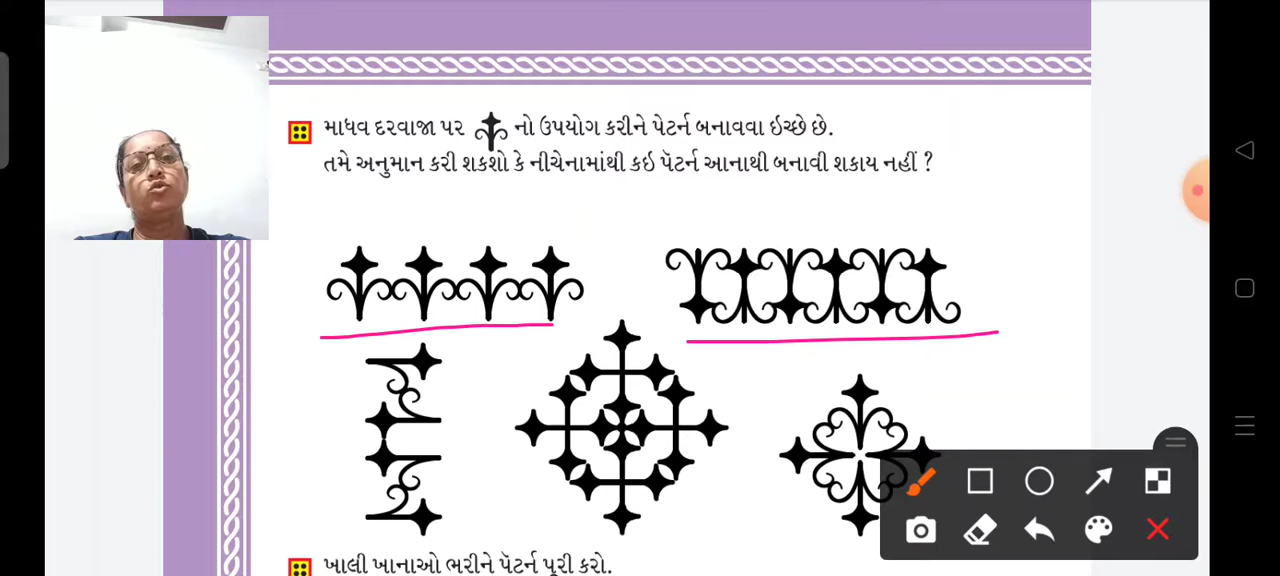 માધવ દરવાજા પર નો ઉપયોગ કરીને પેટર્ન બનાવવા ઇચ્છે છે.
તમે અનુમાન કરી શકશો કે નીચેનામાંથી કઇ પૅટર્ન આનાથી બનાવી શકાય નહીં ?
ખાલી ખાનાઓ ભરીને પૅટર્ન પૂરી કરો.